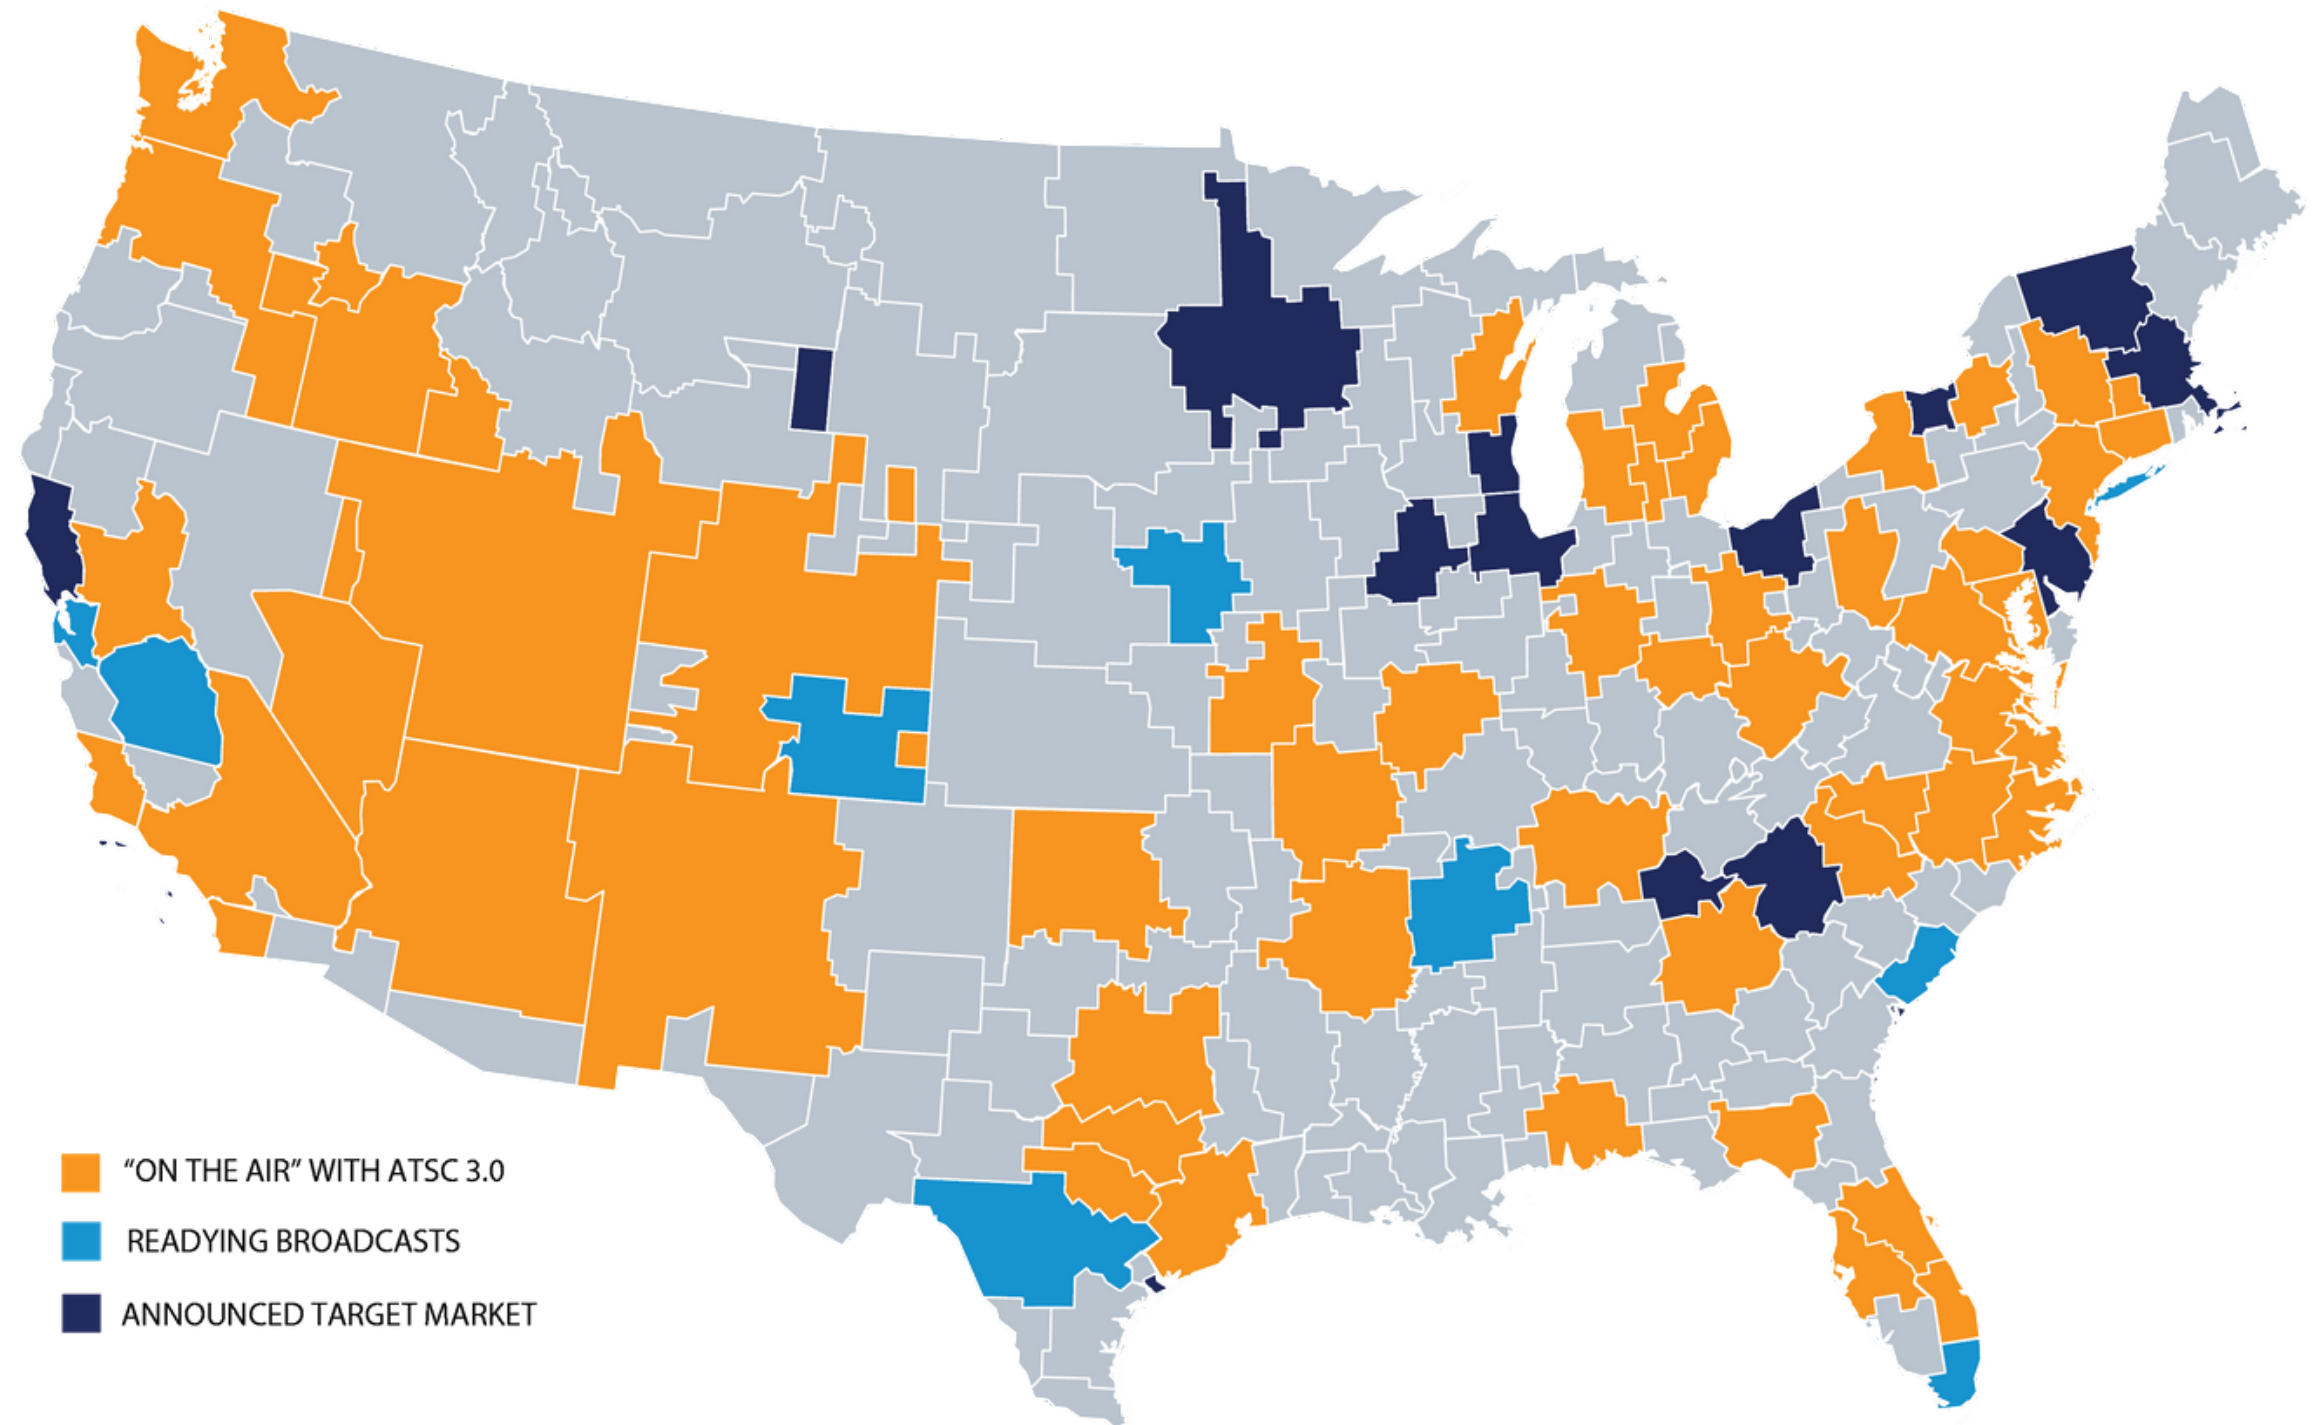 “ON THE AIR” WITH ATSC 3.0
READYING BROADCASTS
ANNOUNCED TARGET MARKET